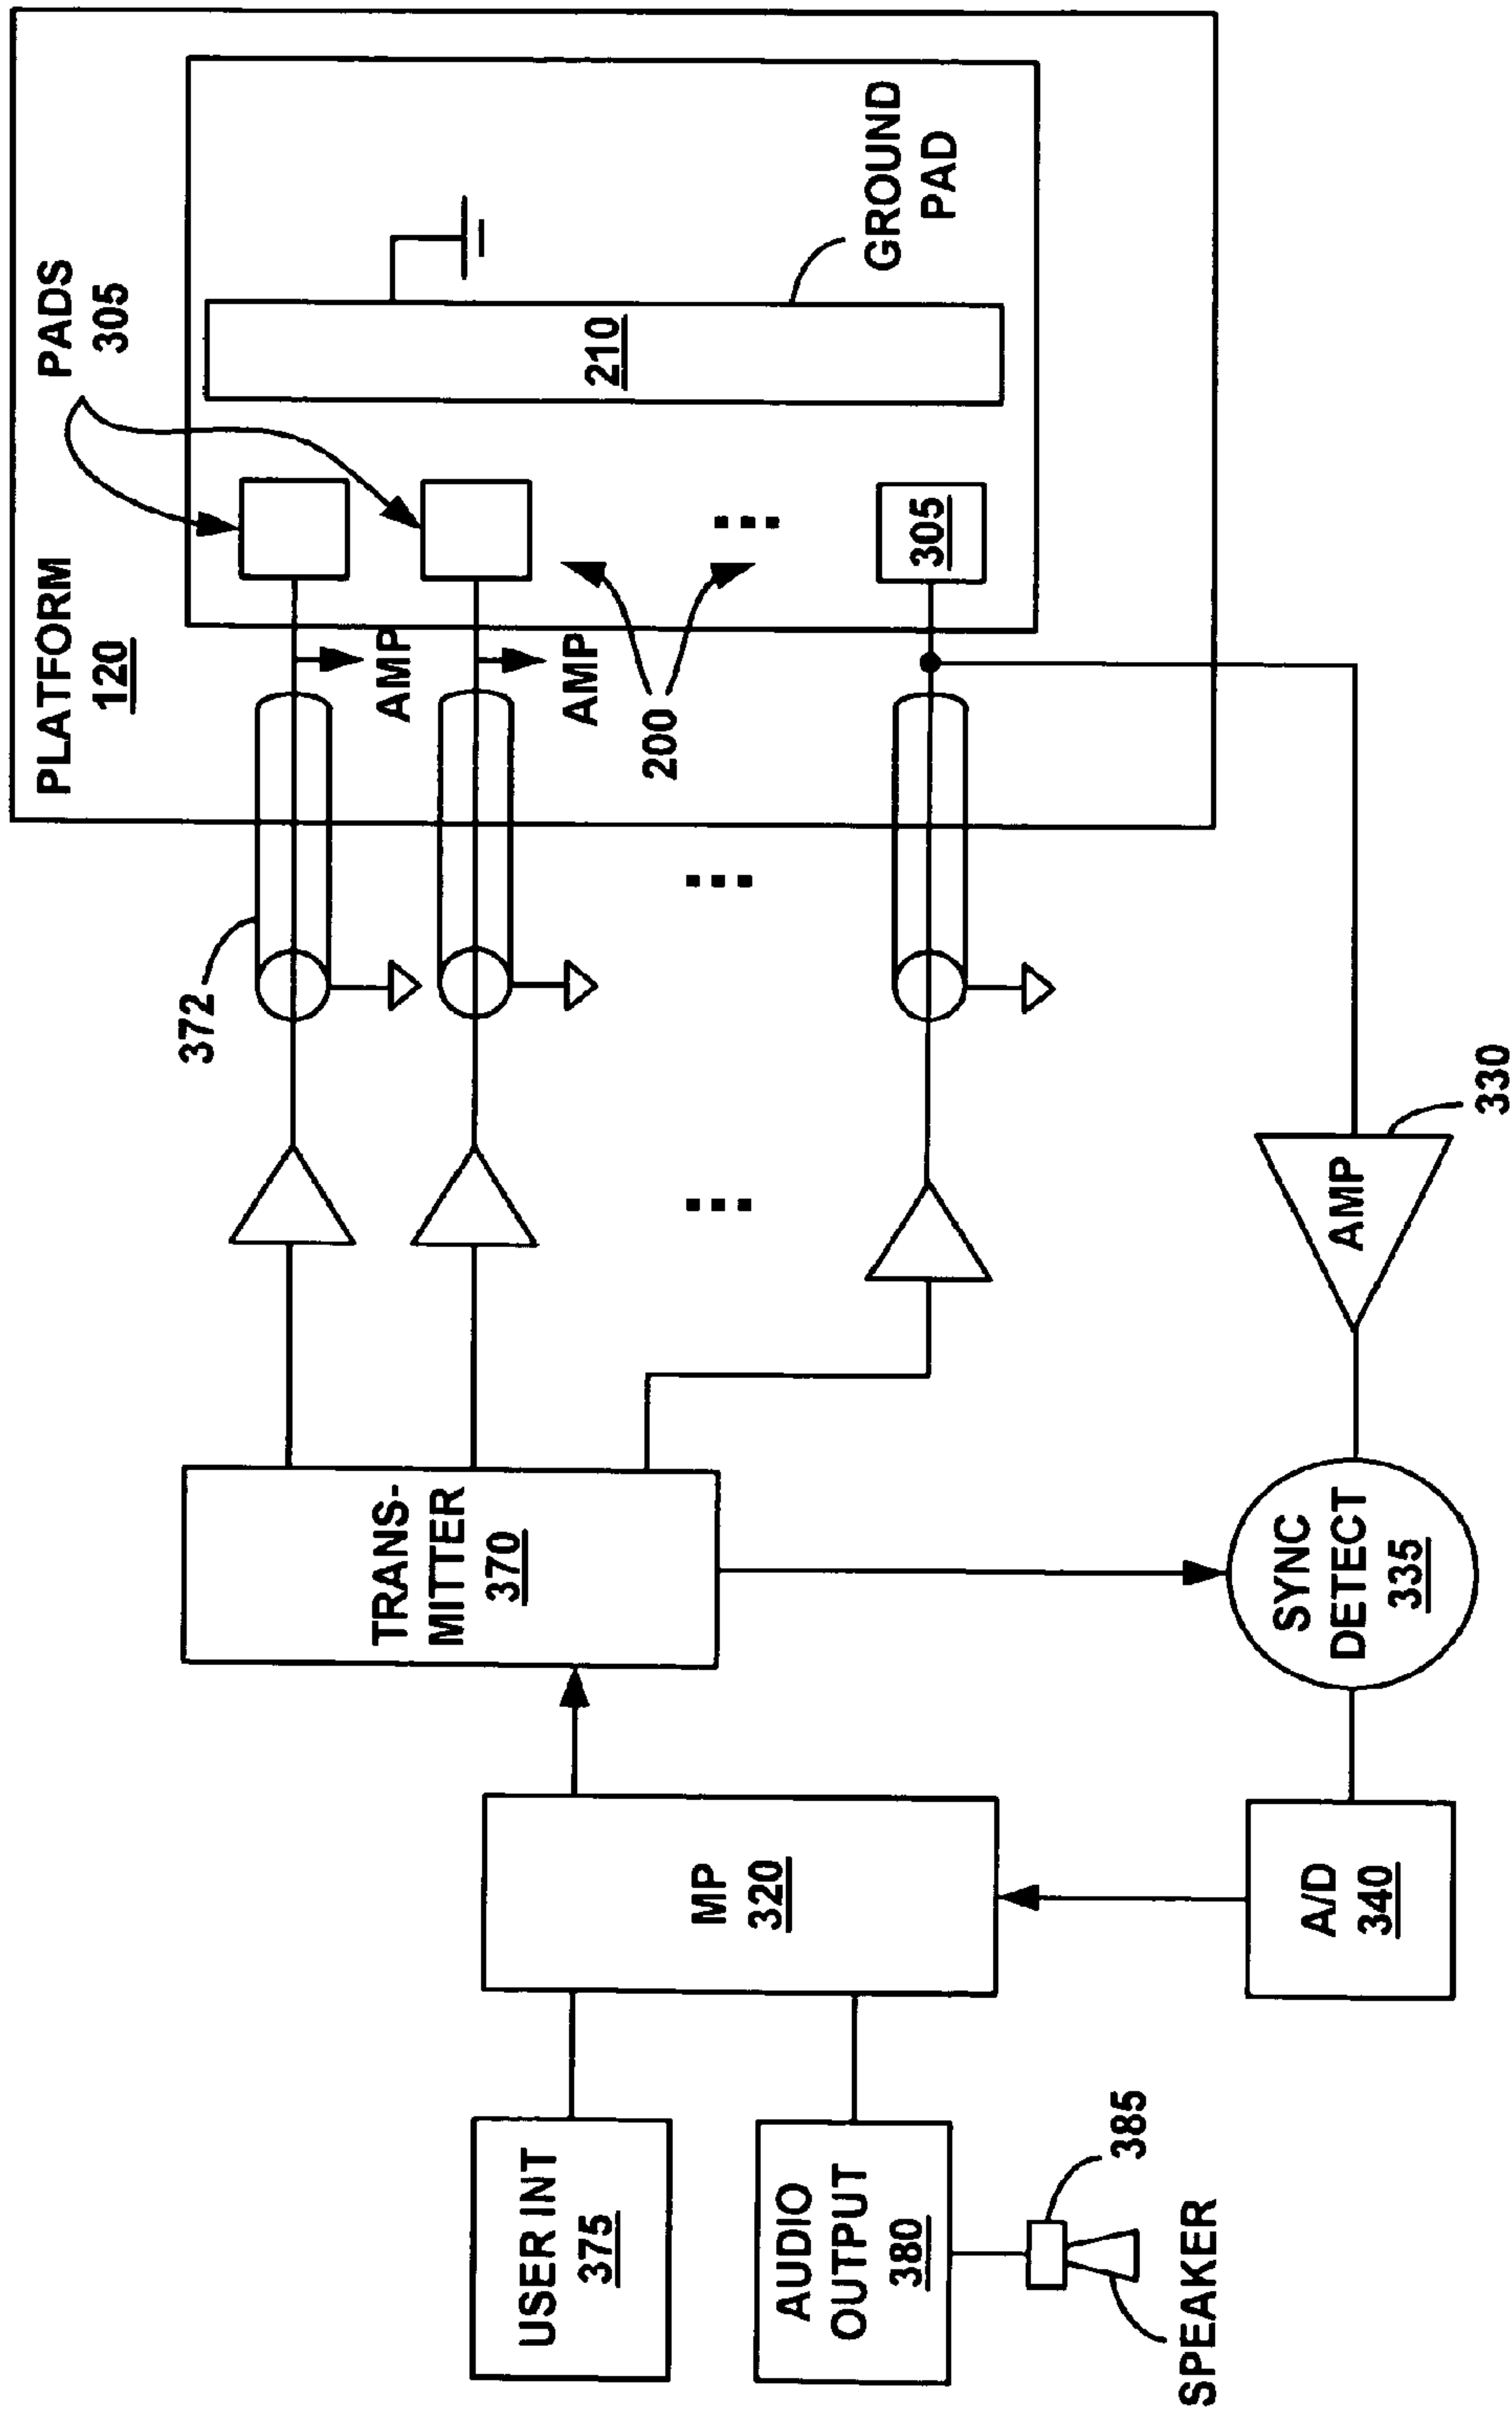 PLATFORM
120
PADS
305
372
AMP
AMP
200
210
GROUND
PAD
305
TRANS-
MITTER
370
USER INT
375
MP
320
AUDIO
OUTPUT
380
385
SPEAKER
A/D
340
SYNC
DETECT
335
AMP
330